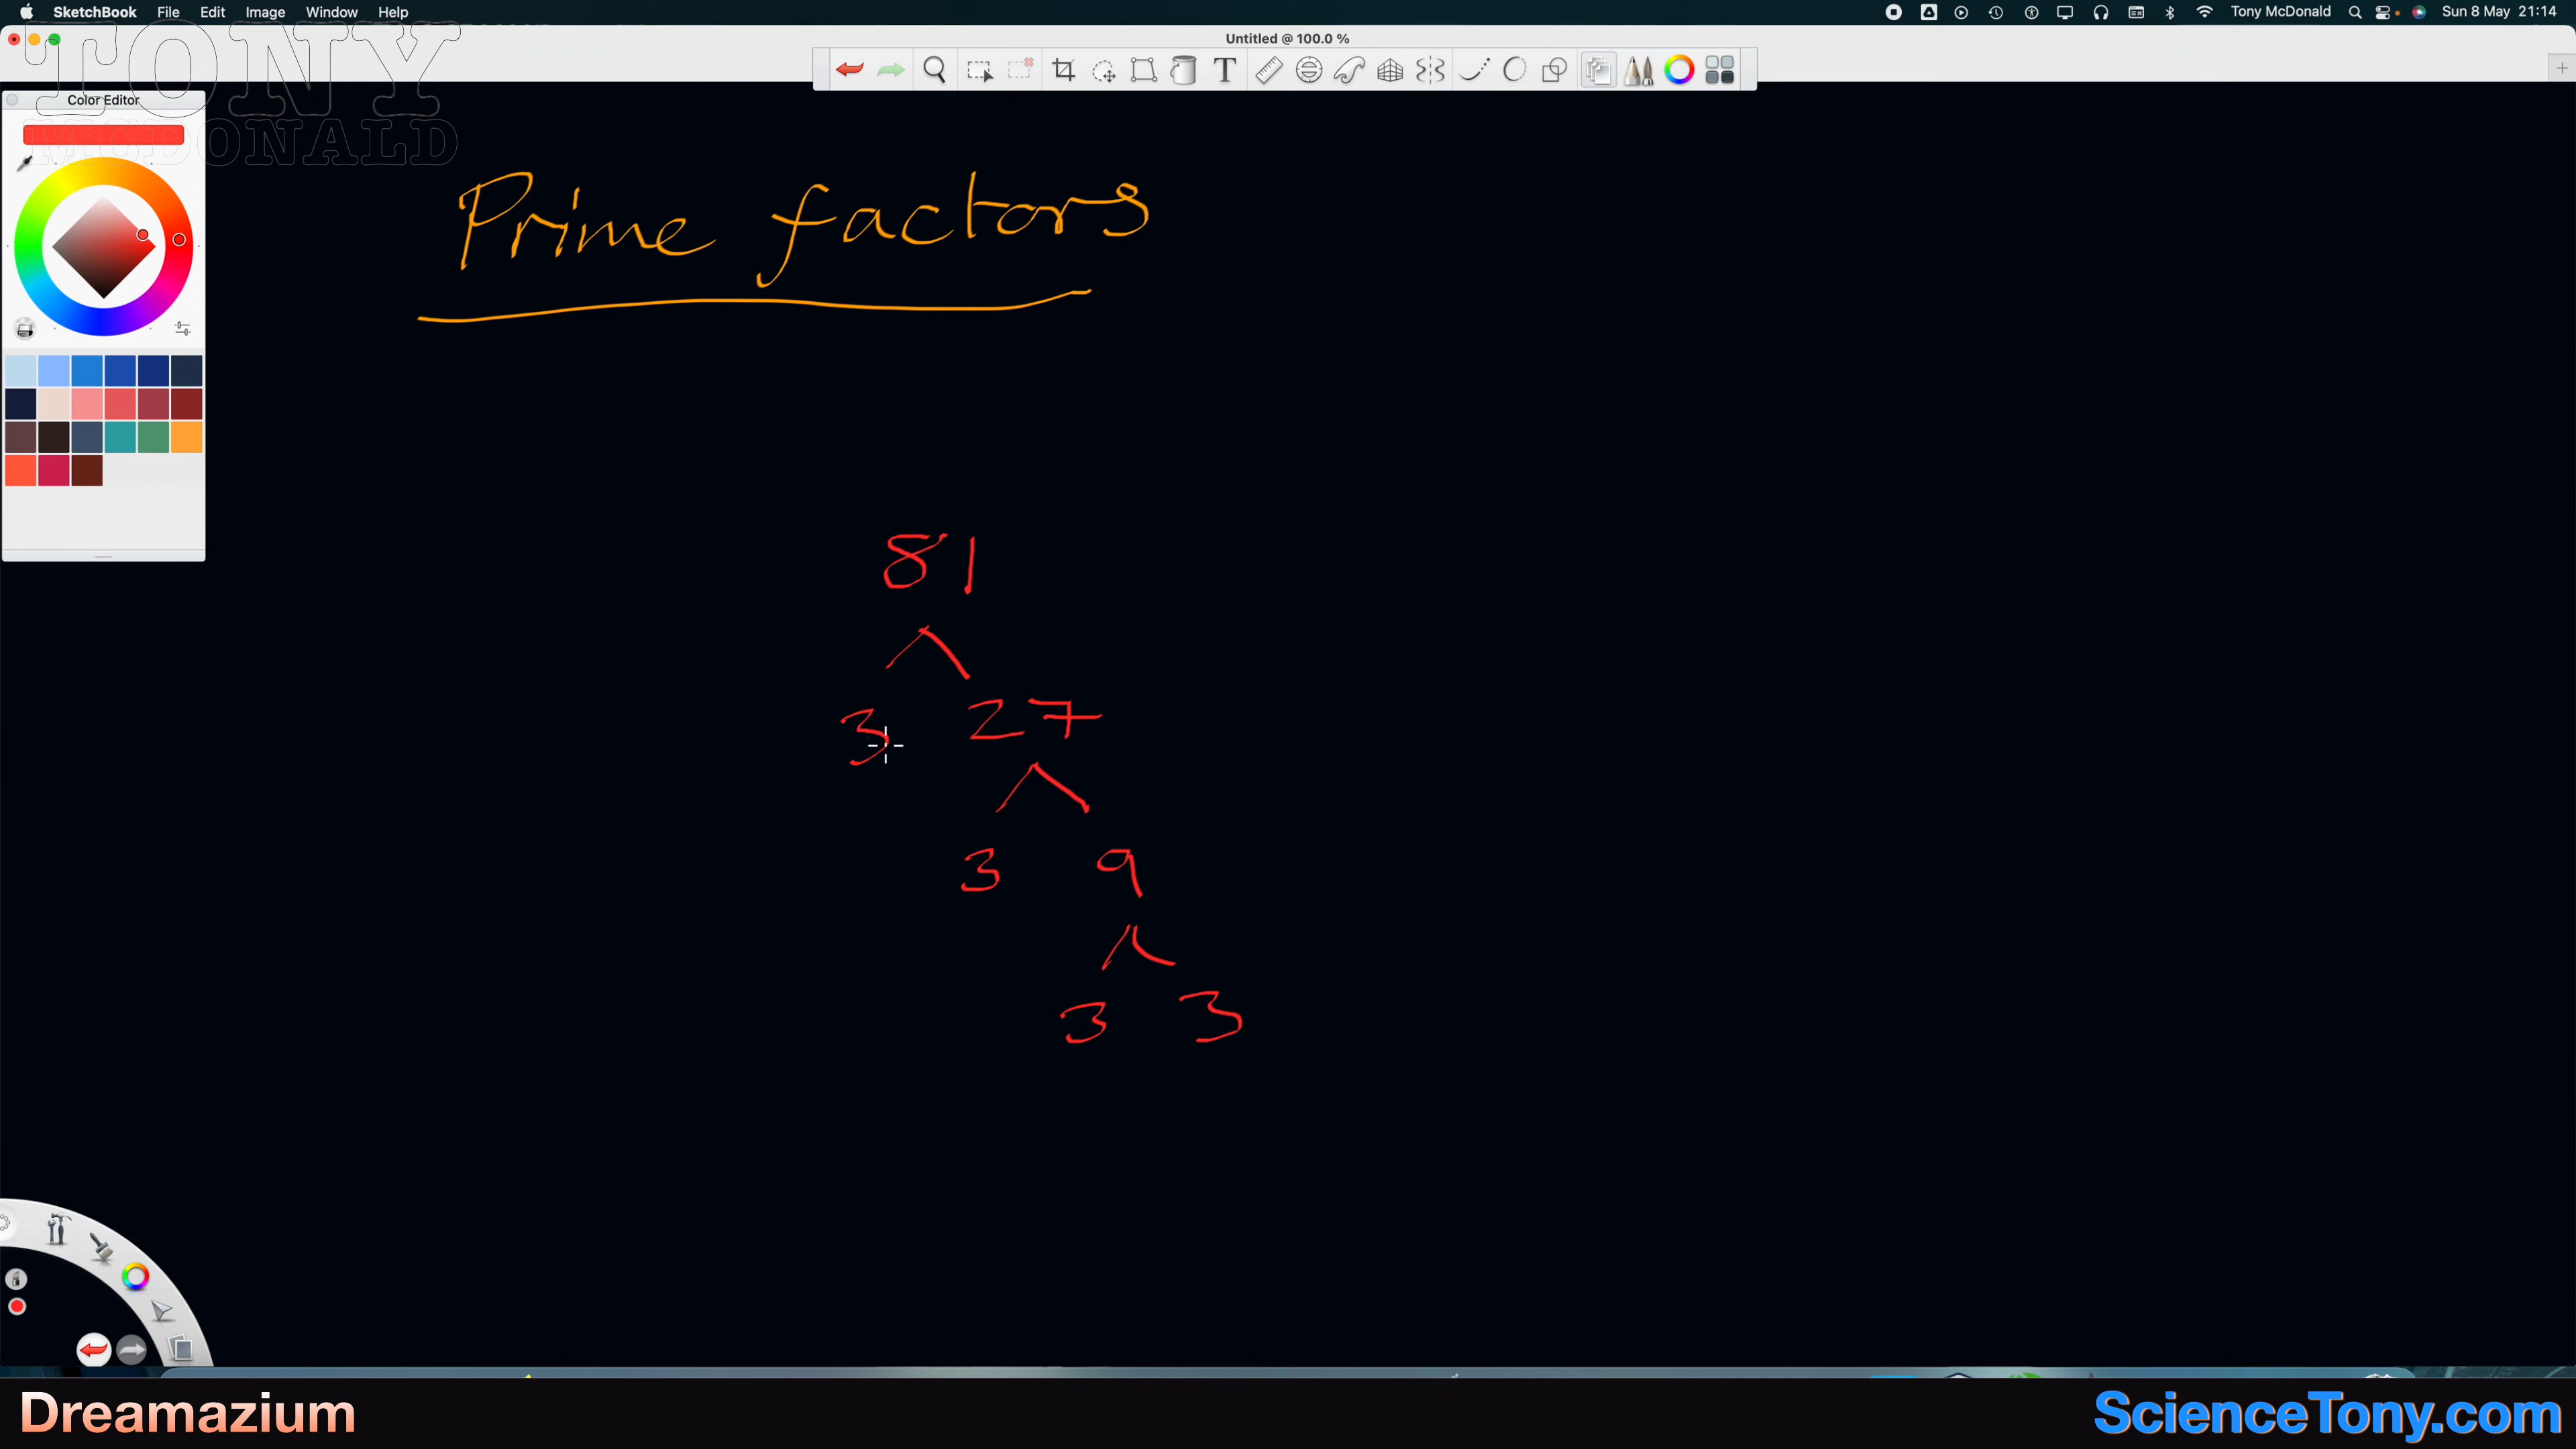 SketchBook File Edit Image Window Help Tony McDonald Sun 8 May 21:14
Untitled @ 100.0 %
TONY
MCDONALD
Color Editor
T
Prime factors
81
3 27
3 9
3 3
Dreamazium
ScienceTony.com